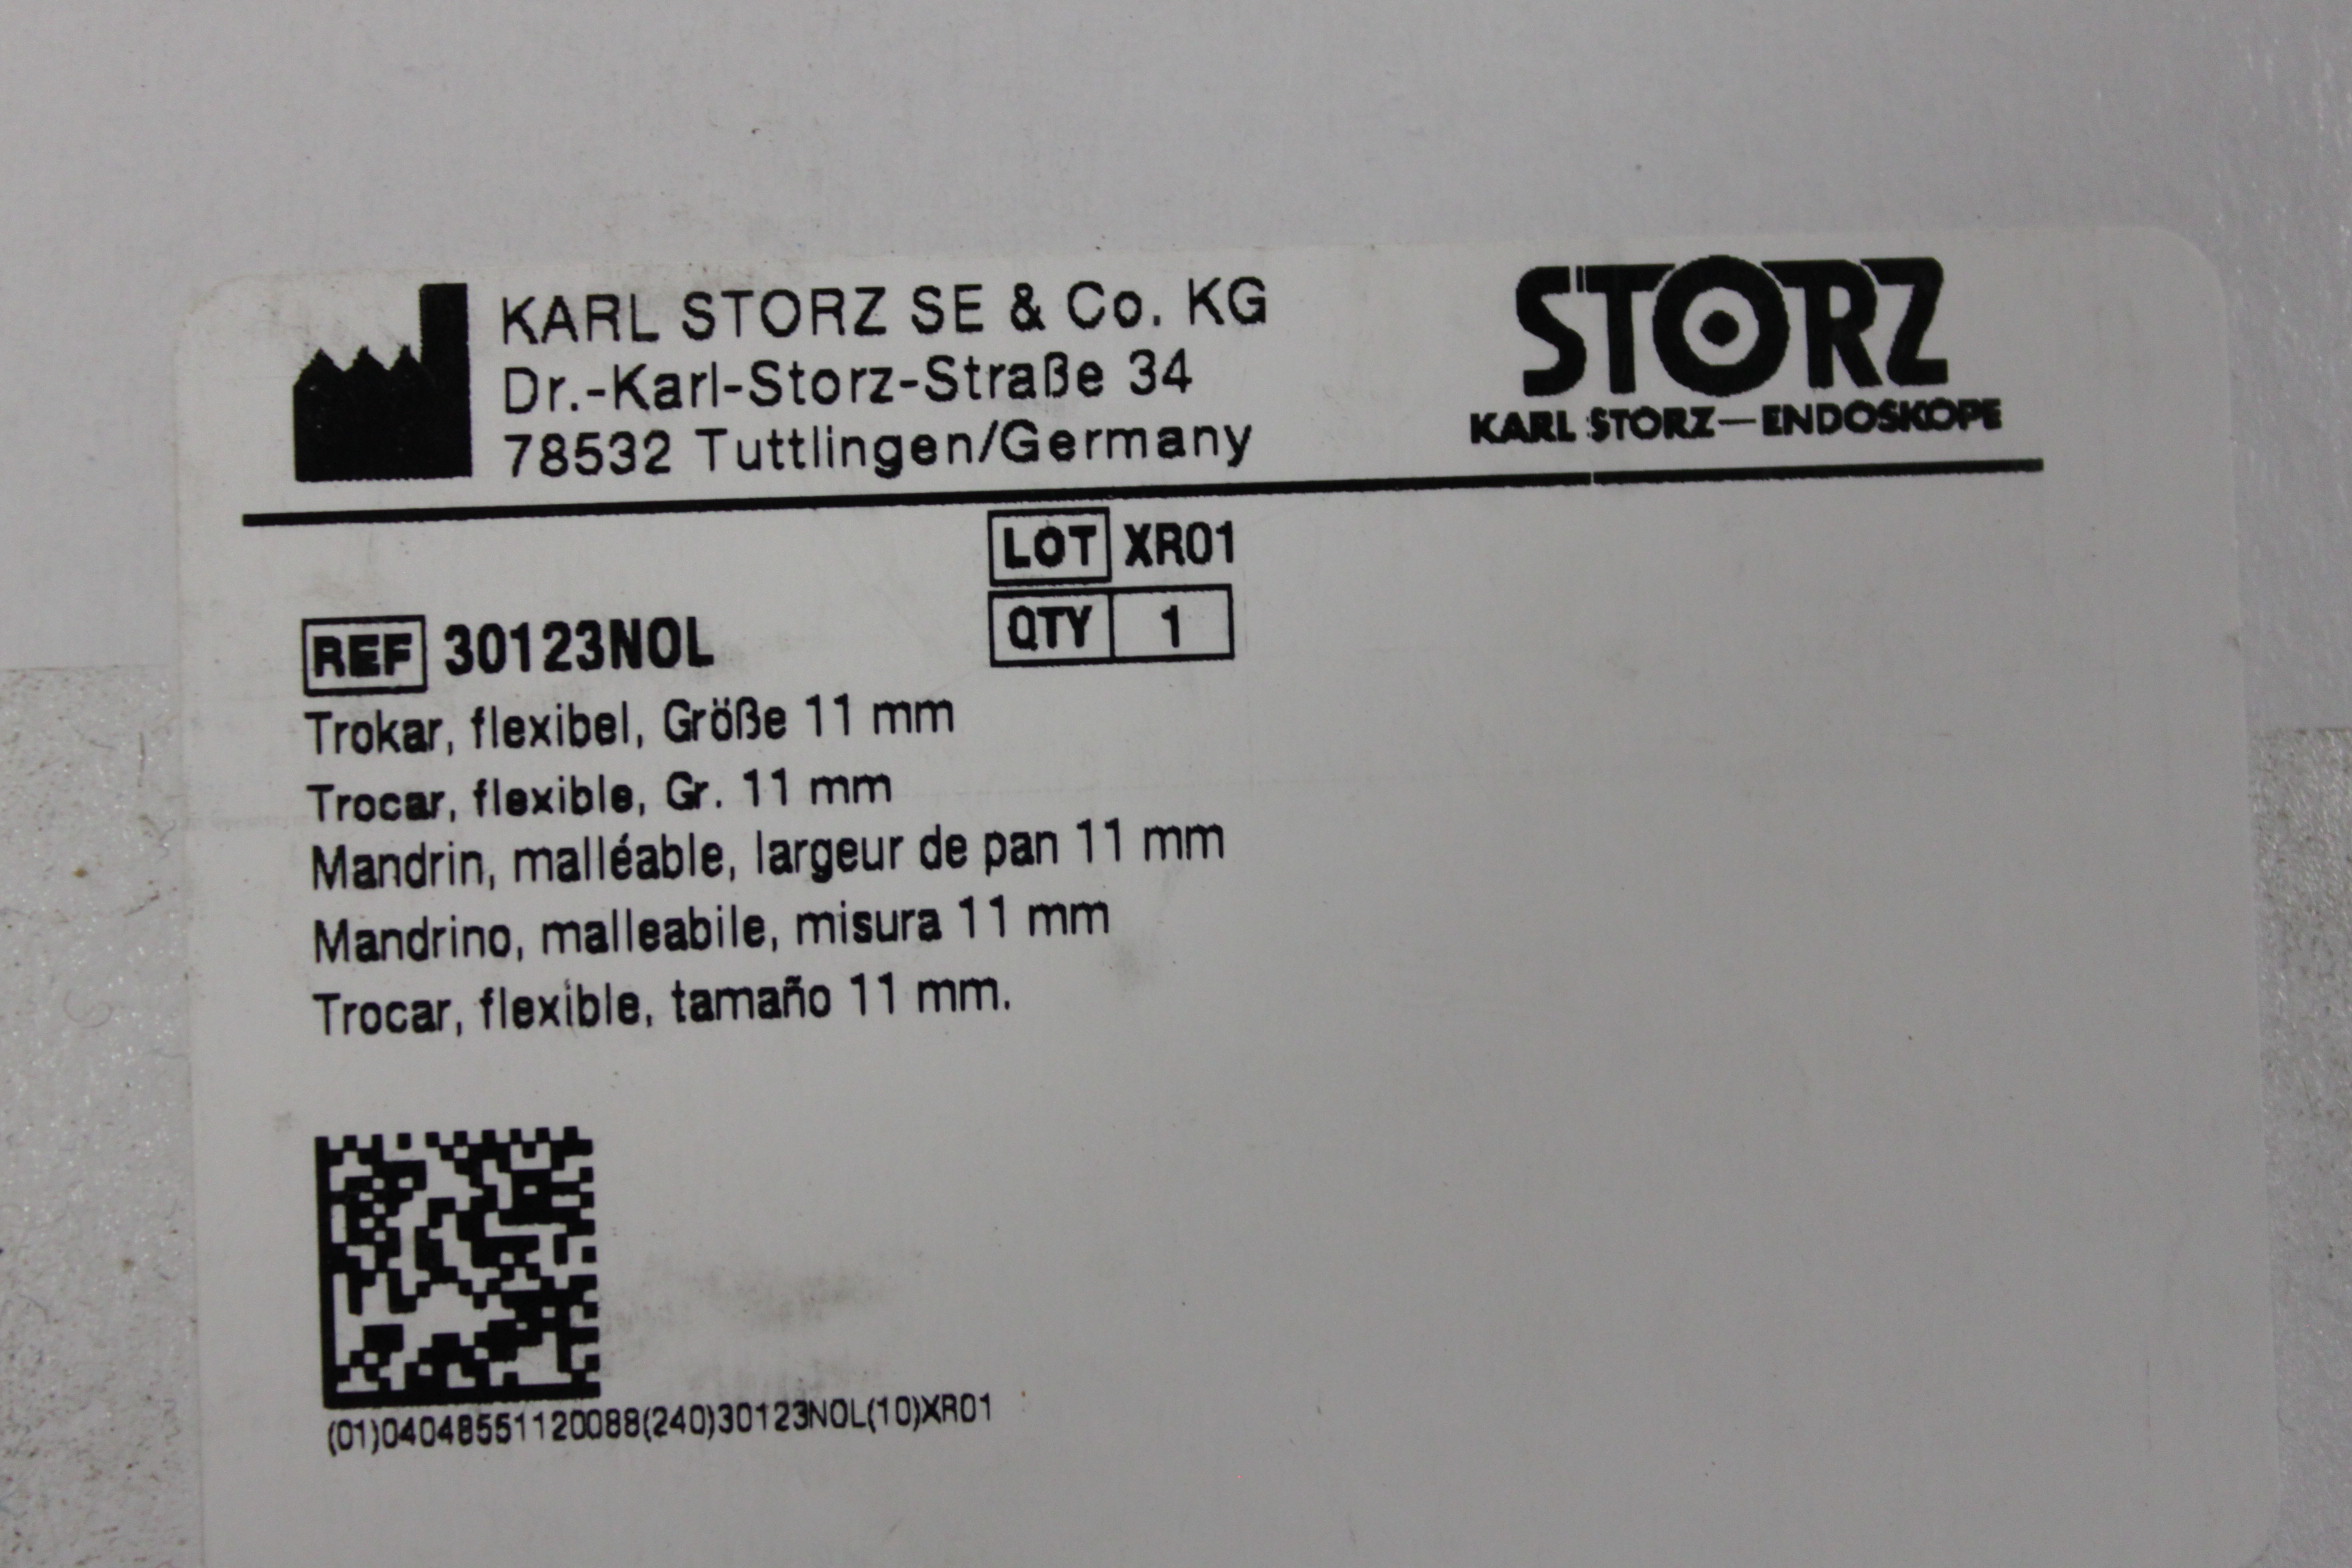 KARL STORZ SE & Co. KG
Dr.-Karl-Storz-Straße 34
78532 Tuttlingen/Germany
STORZ
KARL STORZ—ENDOSKOPE
LOT XR01
QTY 1
REF 30123NOL
Trokar, flexibel, Größe 11 mm
Trocar, flexible, Gr. 11 mm
Mandrin, malléable, largeur de pan 11 mm
Mandrino, malleabile, misura 11 mm
Trocar, flexible, tamaño 11 mm.
(01)04048551120088(240)30123NOL(10)XR01